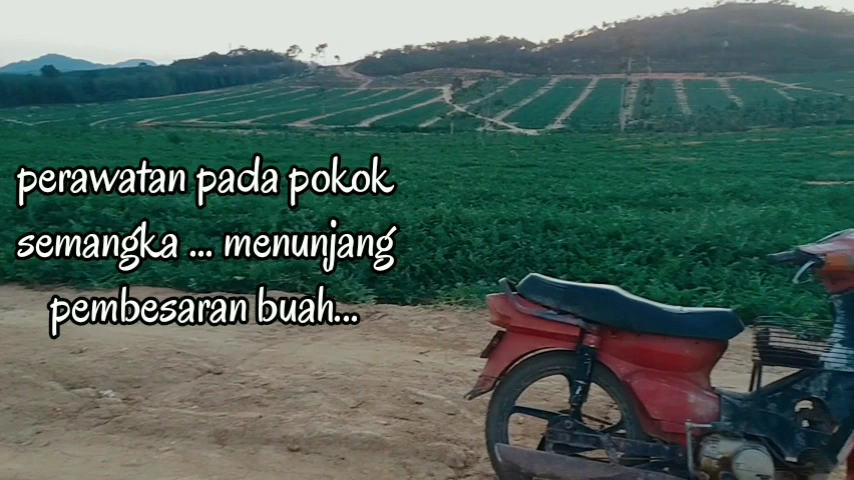 perawatan pada pokok
semangka ... menunjang
pembesaran buah...